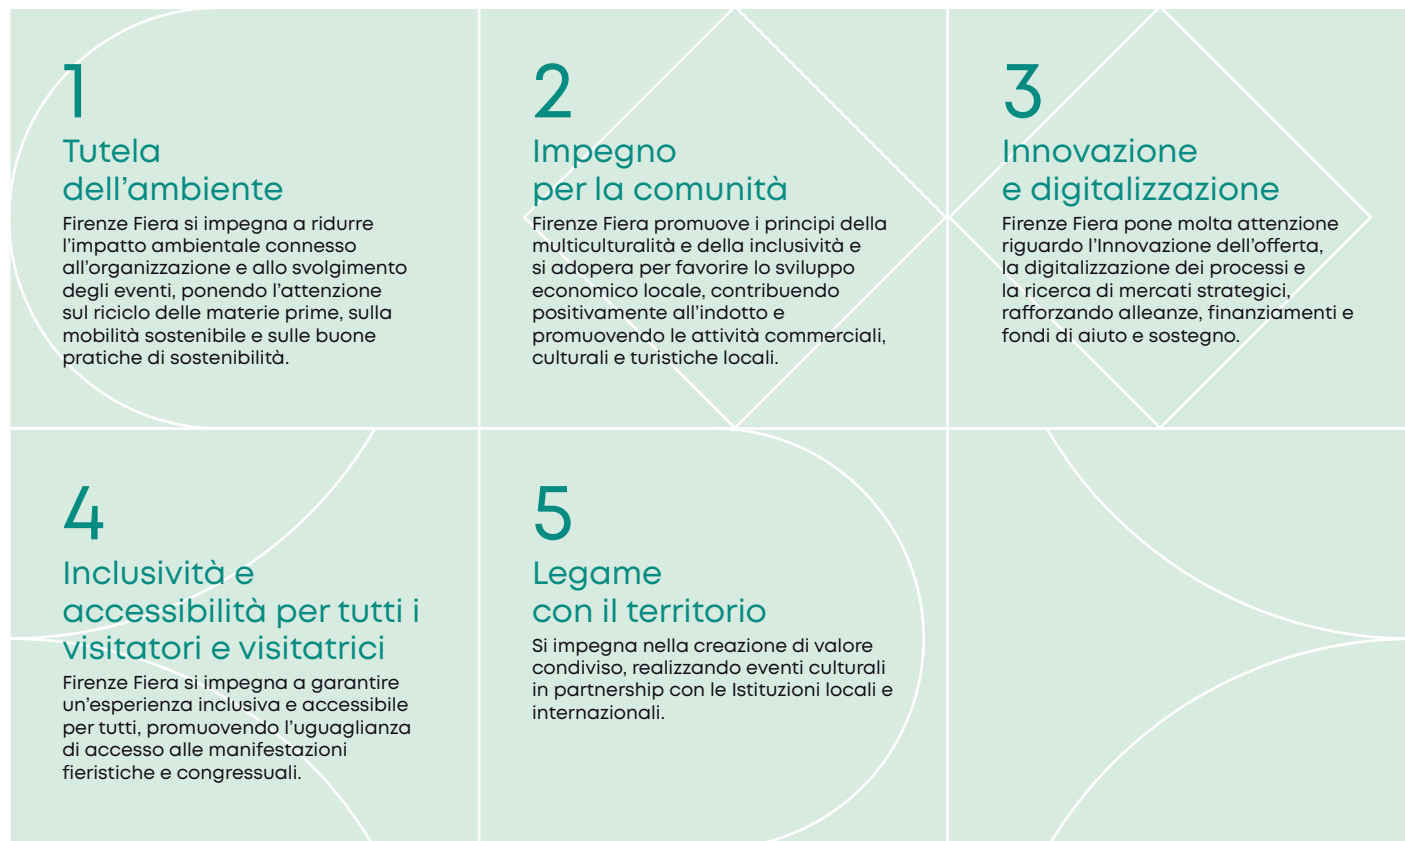 1
Tutela
dell’ambiente
Firenze Fiera si impegna a ridurre
l’impatto ambientale connesso
all’organizzazione e allo svolgimento
degli eventi, ponendo l’attenzione
sul riciclo delle materie prime, sulla
mobilità sostenibile e sulle buone
pratiche di sostenibilità.
2
Impegno
per la comunità
Firenze Fiera promuove i principi della
multiculturalità e della inclusività e
si adopera per favorire lo sviluppo
economico locale, contribuendo
positivamente all’indotto e
promuovendo le attività commerciali,
culturali e turistiche locali.
3
Innovazione
e digitalizzazione
Firenze Fiera pone molta attenzione
riguardo l’Innovazione dell’offerta,
la digitalizzazione dei processi e
la ricerca di mercati strategici,
rafforzando alleanze, finanziamenti e
fondi di aiuto e sostegno.
4
Inclusività e
accessibilità per tutti i
visitatori e visitatrici
Firenze Fiera si impegna a garantire
un’esperienza inclusiva e accessibile
per tutti, promuovendo l’uguaglianza
di accesso alle manifestazioni
fieristiche e congressuali.
5
Legame
con il territorio
Si impegna nella creazione di valore
condiviso, realizzando eventi culturali
in partnership con le Istituzioni locali e
internazionali.